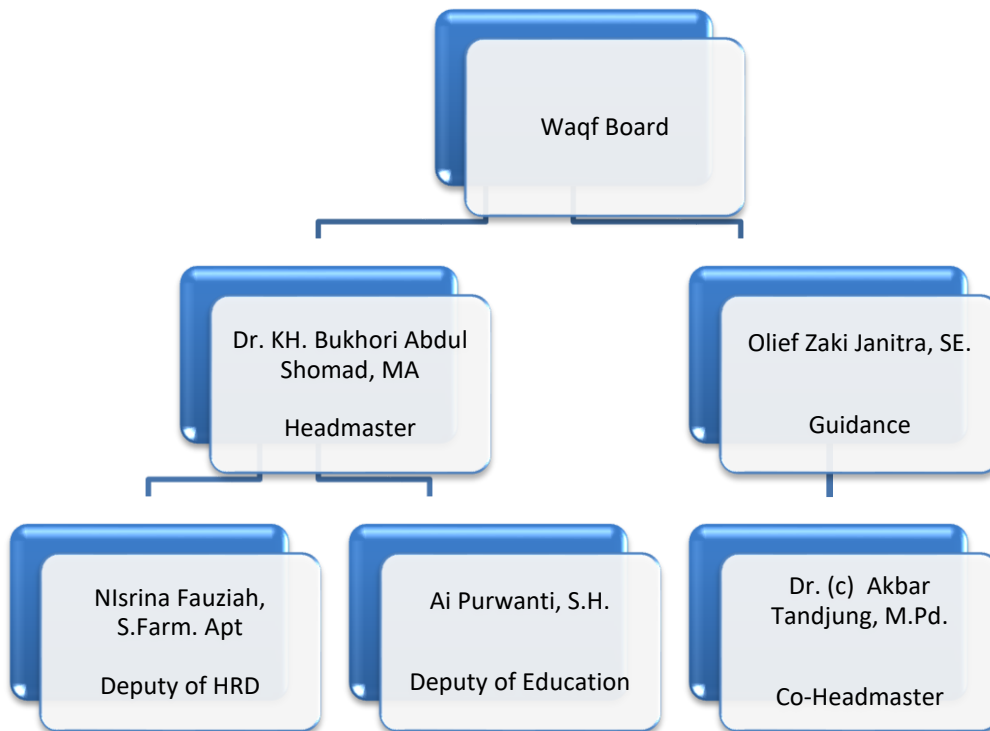 Waqf Board
Dr. KH. Bukhori Abdul
Shomad, MA
Headmaster
Olief Zaki Janitra, SE.
Guidance
NIsrina Fauziah,
S.Farm. Apt
Deputy of HRD
Ai Purwanti, S.H.
Deputy of Education
Dr. (c) Akbar
Tandjung, M.Pd.
Co-Headmaster